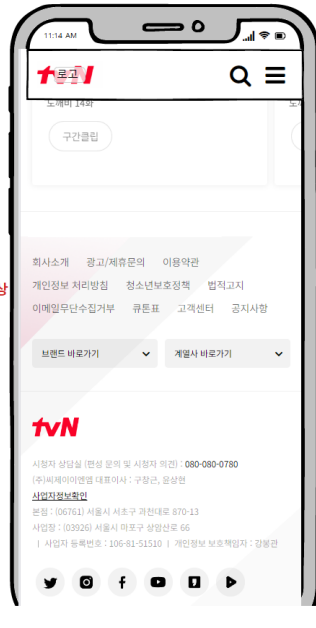 11:14 AM
tvN
로고
도깨비 14화
구간클립
회사소개 광고/제휴문의 이용약관
개인정보 처리방침 청소년보호정책 법적고지
이메일무단수집거부 큐톤표 고객센터 공지사항
상
브랜드 바로가기 계열사 바로가기
tvN
시청자 상담실 (편성 문의 및 시청자 의견) : 080-080-0780
(주)씨제이이엔엠 대표이사 : 구창근, 윤상현
사업자정보확인
본점 : (06761) 서울시 서초구 과천대로 870-13
사업장 : (03926) 서울시 마포구 상암산로 66
| 사업자 등록번호 : 106-81-51510 | 개인정보 보호책임자 : 강봉관